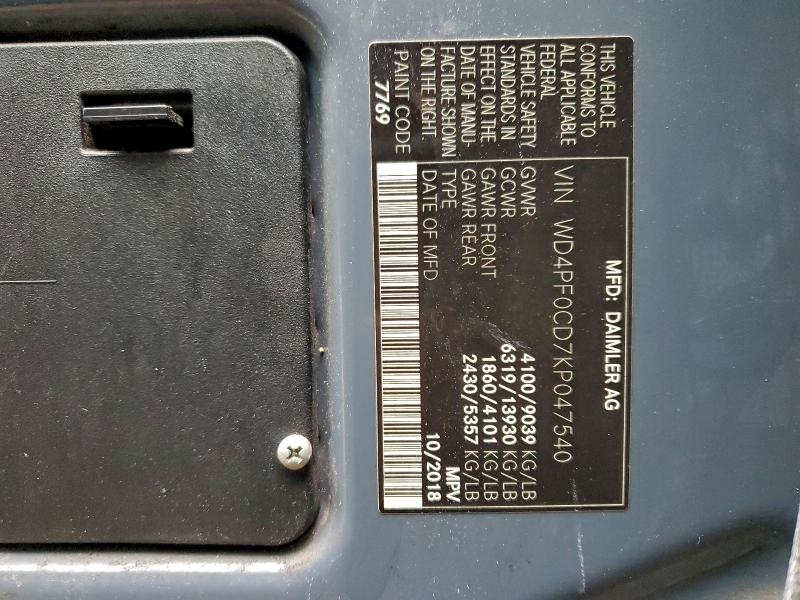 MFD: DAIMLER AG
VIN WD4PF0CD7KP047540
GVWR 4100/9039 KG/LB
GCWR 6319/13930 KG/LB
GAWR FRONT 1860/4101 KG/LB
GAWR REAR 2430/5357 KG/LB
TYPE MPV
DATE OF MFD 10/2018
THIS VEHICLE
CONFORMS TO
ALL APPLICABLE
FEDERAL
VEHICLE SAFETY
STANDARDS IN
EFFECT ON THE
DATE OF MANU-
FACTURE SHOWN
ON THE RIGHT
PAINT CODE
7769